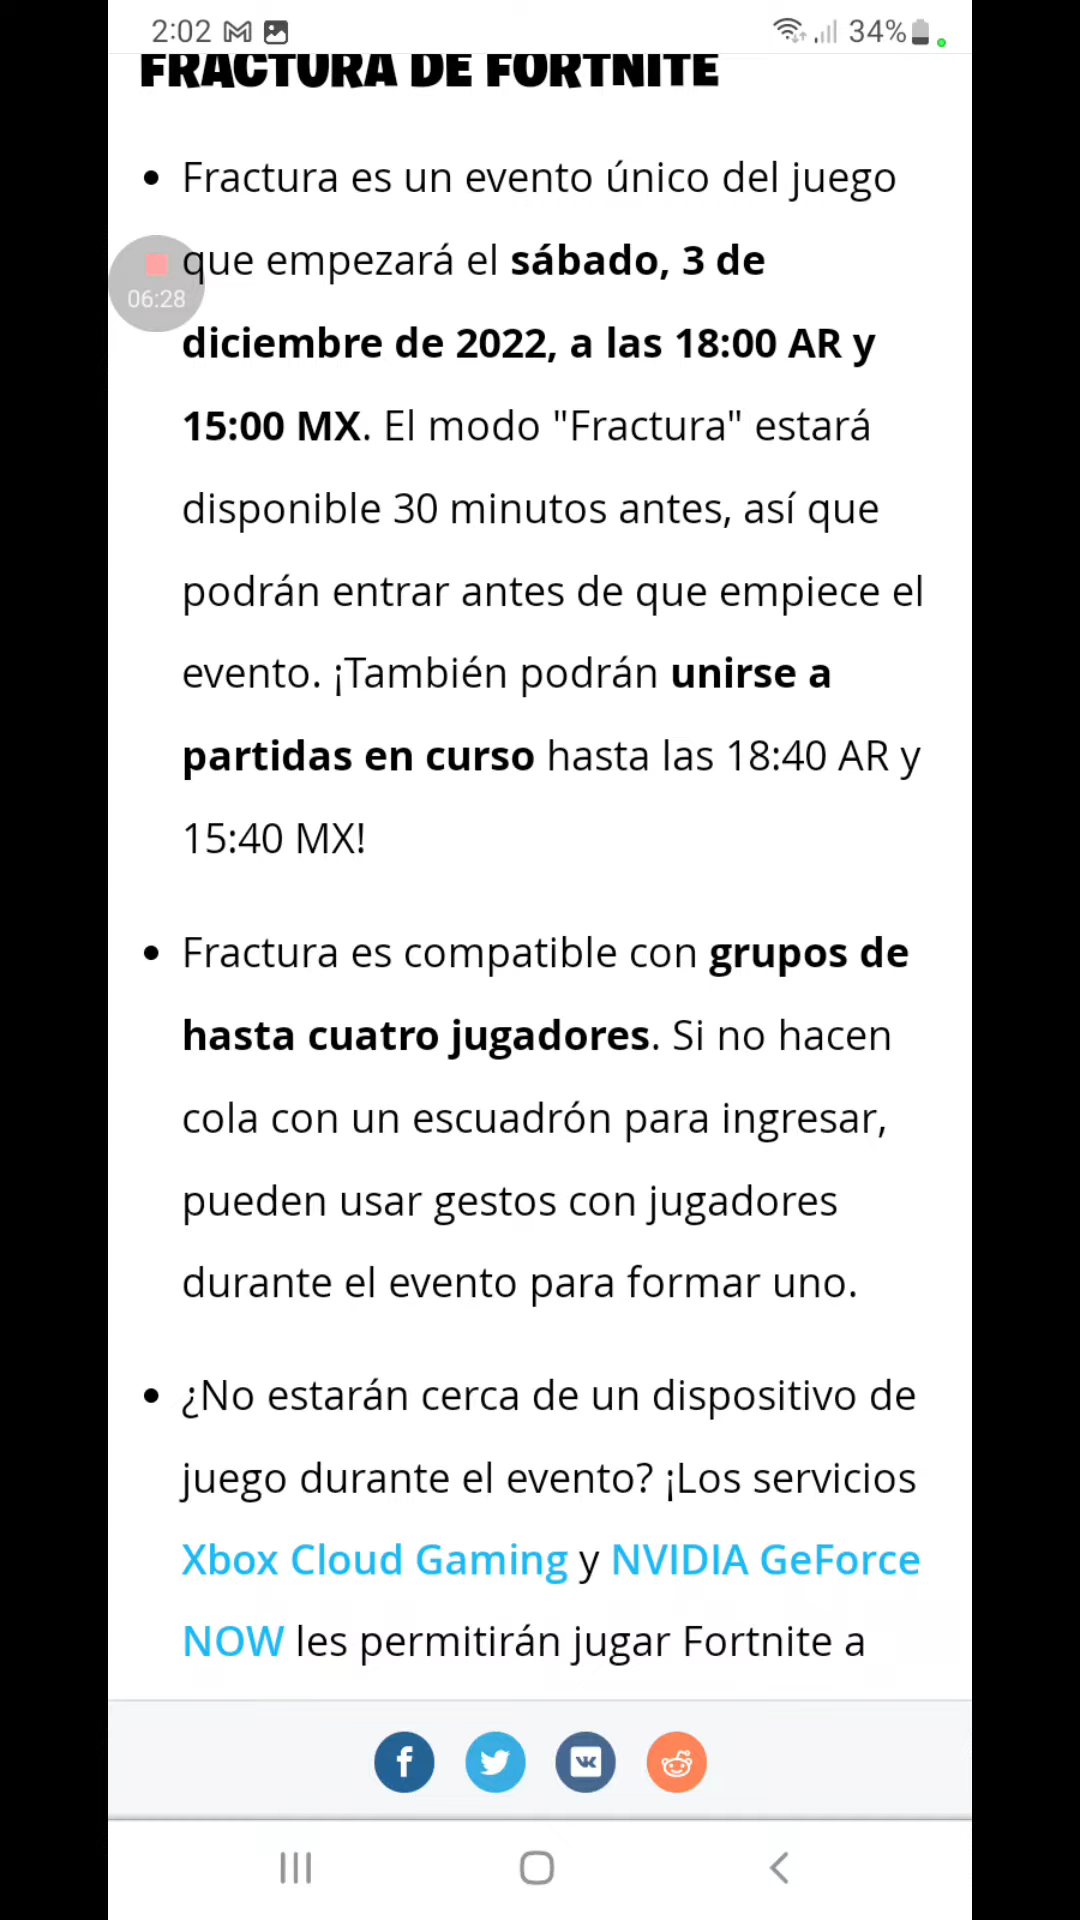 2:02 34%
FRACTURA DE FORTNITE
• Fractura es un evento único del juego
que empezará el sábado, 3 de
06:28
diciembre de 2022, a las 18:00 AR y
15:00 MX. El modo "Fractura" estará
disponible 30 minutos antes, así que
podrán entrar antes de que empiece el
evento. ¡También podrán unirse a
partidas en curso hasta las 18:40 AR y
15:40 MX!
• Fractura es compatible con grupos de
hasta cuatro jugadores. Si no hacen
cola con un escuadrón para ingresar,
pueden usar gestos con jugadores
durante el evento para formar uno.
• ¿No estarán cerca de un dispositivo de
juego durante el evento? ¡Los servicios
Xbox Cloud Gaming y NVIDIA GeForce
NOW les permitirán jugar Fortnite a